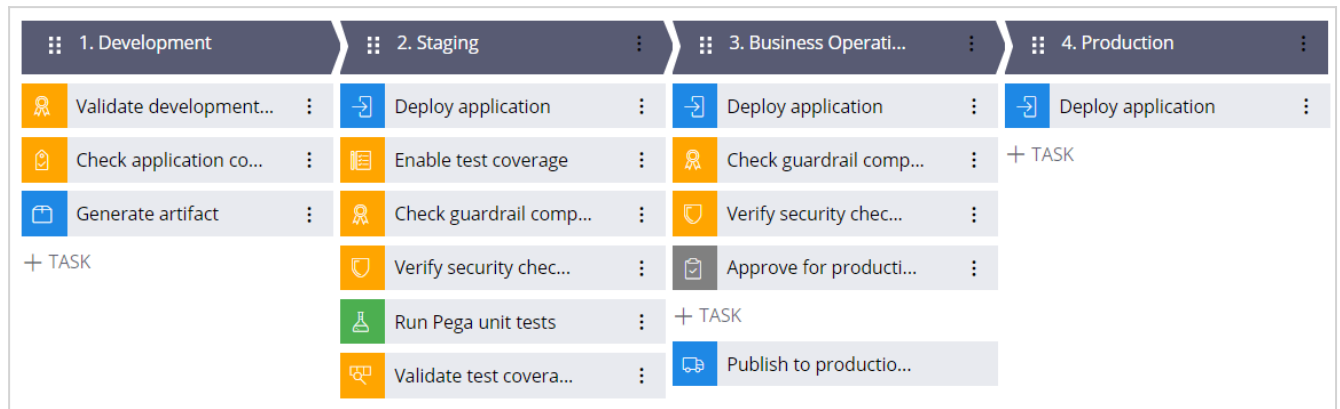 1. Development
2. Staging
3. Business Operati...
4. Production
Validate development...
Check application co...
Generate artifact
+ TASK
Deploy application
Enable test coverage
Check guardrail comp...
Verify security chec...
Run Pega unit tests
Validate test covera...
Deploy application
Check guardrail comp...
Verify security chec...
Approve for producti...
+ TASK
Publish to productio...
Deploy application
+ TASK